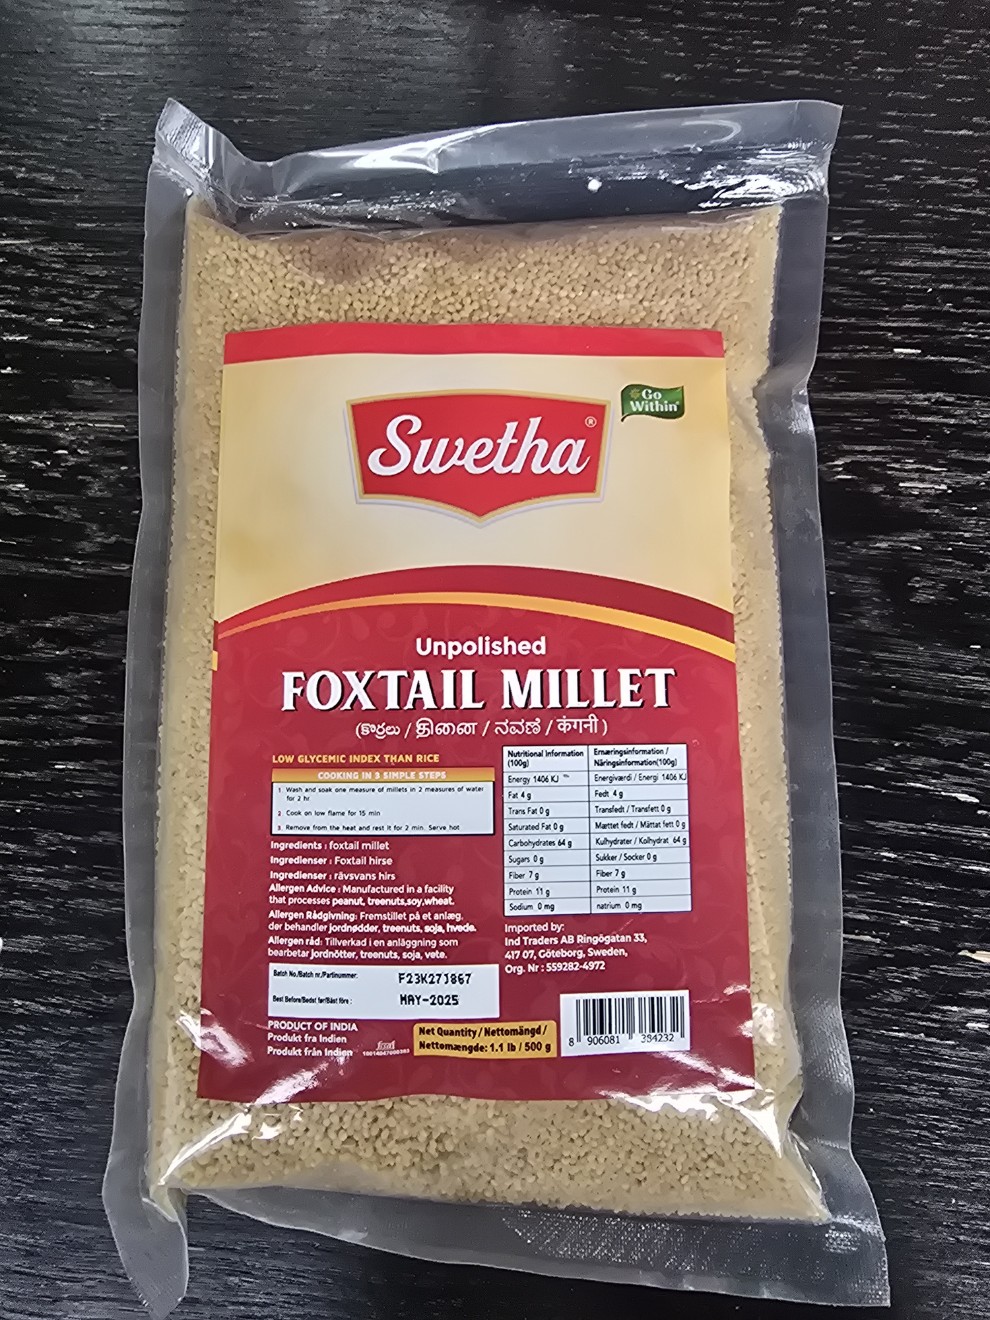 Swetha®
Go
Within
Unpolished
FOXTAIL MILLET
(కొర్రలు / தினை / ನವಣೆ / कंगनी)
LOW GLYCEMIC INDEX THAN RICE
COOKING IN 3 SIMPLE STEPS
1. Wash and soak one measure of millets in 2 measures of water
for 2 hr
2. Cook on low flame for 15 min
3. Remove from the heat and rest it for 2 min. Serve hot
Ingredients : foxtail millet
Ingredienser : Foxtail hirse
Ingredienser : rävsvans hirs
Allergen Advice : Manufactured in a facility
that processes peanut, treenuts,soy,wheat.
Allergen Rådgivning: Fremstillet på et anlæg.
der behandler jordnødder, treenuts, soja, hvede.
Allergen råd: Tillverkad i en anläggning som
bearbetar jordnötter, treenuts, soja, vete.
Batch No./Batch nr/Partinummer:
F23K271867
Best Before/Bedst før/Bäst före :
MAY-2025
PRODUCT OF INDIA
Produkt fra Indien
Produkt från Indien
fssai
Net Quantity / Nettomängd /
Nettomængde: 1.1 lb / 500 g
Nutritional Information
(100g)
Ernæringsinformation /
Näringsinformation(100g)
Energy 1406 KJ
Energiværdi / Energi 1406 KJ
Fat 4 g
Fedt 4 g
Trans Fat 0 g
Transfedt / Transfett 0 g
Saturated Fat 0 g
Mættet fedt / Mättat fett 0 g
Carbohydrates 64 g
Kulhydrater / Kolhydrat 64 g
Sugars 0 g
Sukker / Socker 0 g
Fiber 7 g
Fiber 7 g
Protein 11 g
Protein 11 g
Sodium 0 mg
natrium 0 mg
Imported by:
Ind Traders AB Ringögatan 33,
417 07, Göteborg, Sweden,
Org. Nr : 559282-4972
8 906081 384232